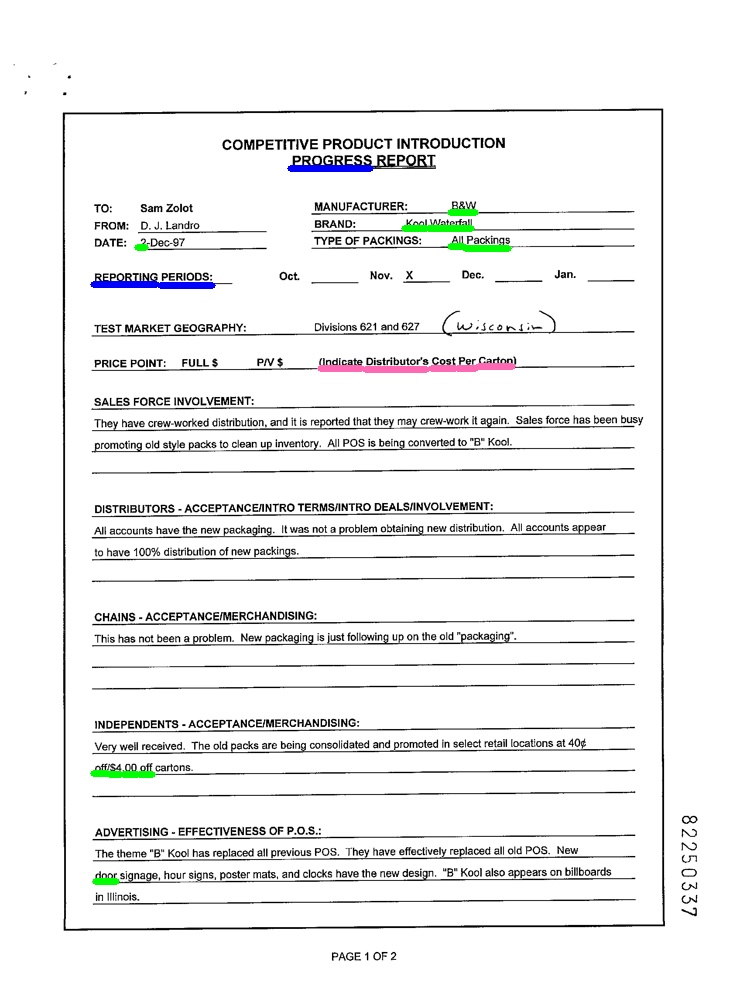 COMPETITIVE PRODUCT INTRODUCTION
PROGRESS REPORT
TO: Sam Zolot
MANUFACTURER: B&W
FROM: D. J. Landro
BRAND: Kool Waterfall
DATE: 2-Dec-97
TYPE OF PACKINGS: All Packings
REPORTING PERIODS: Oct. Nov. X Dec. Jan.
TEST MARKET GEOGRAPHY: Divisions 621 and 627 (Wisconsin)
PRICE POINT: FULL $ P/V $ (Indicate Distributor's Cost Per Carton)
SALES FORCE INVOLVEMENT:
They have crew-worked distribution, and it is reported that they may crew-work it again. Sales force has been busy
promoting old style packs to clean up inventory. All POS is being converted to "B" Kool.
DISTRIBUTORS - ACCEPTANCE/INTRO TERMS/INTRO DEALS/INVOLVEMENT:
All accounts have the new packaging. It was not a problem obtaining new distribution. All accounts appear
to have 100% distribution of new packings.
CHAINS - ACCEPTANCE/MERCHANDISING:
This has not been a problem. New packaging is just following up on the old "packaging".
INDEPENDENTS - ACCEPTANCE/MERCHANDISING:
Very well received. The old packs are being consolidated and promoted in select retail locations at 40¢
off/$4.00 off cartons.
ADVERTISING - EFFECTIVENESS OF P.O.S.:
The theme "B" Kool has replaced all previous POS. They have effectively replaced all old POS. New
door signage, hour signs, poster mats, and clocks have the new design. "B" Kool also appears on billboards
in Illinois.
82250337
PAGE 1 OF 2